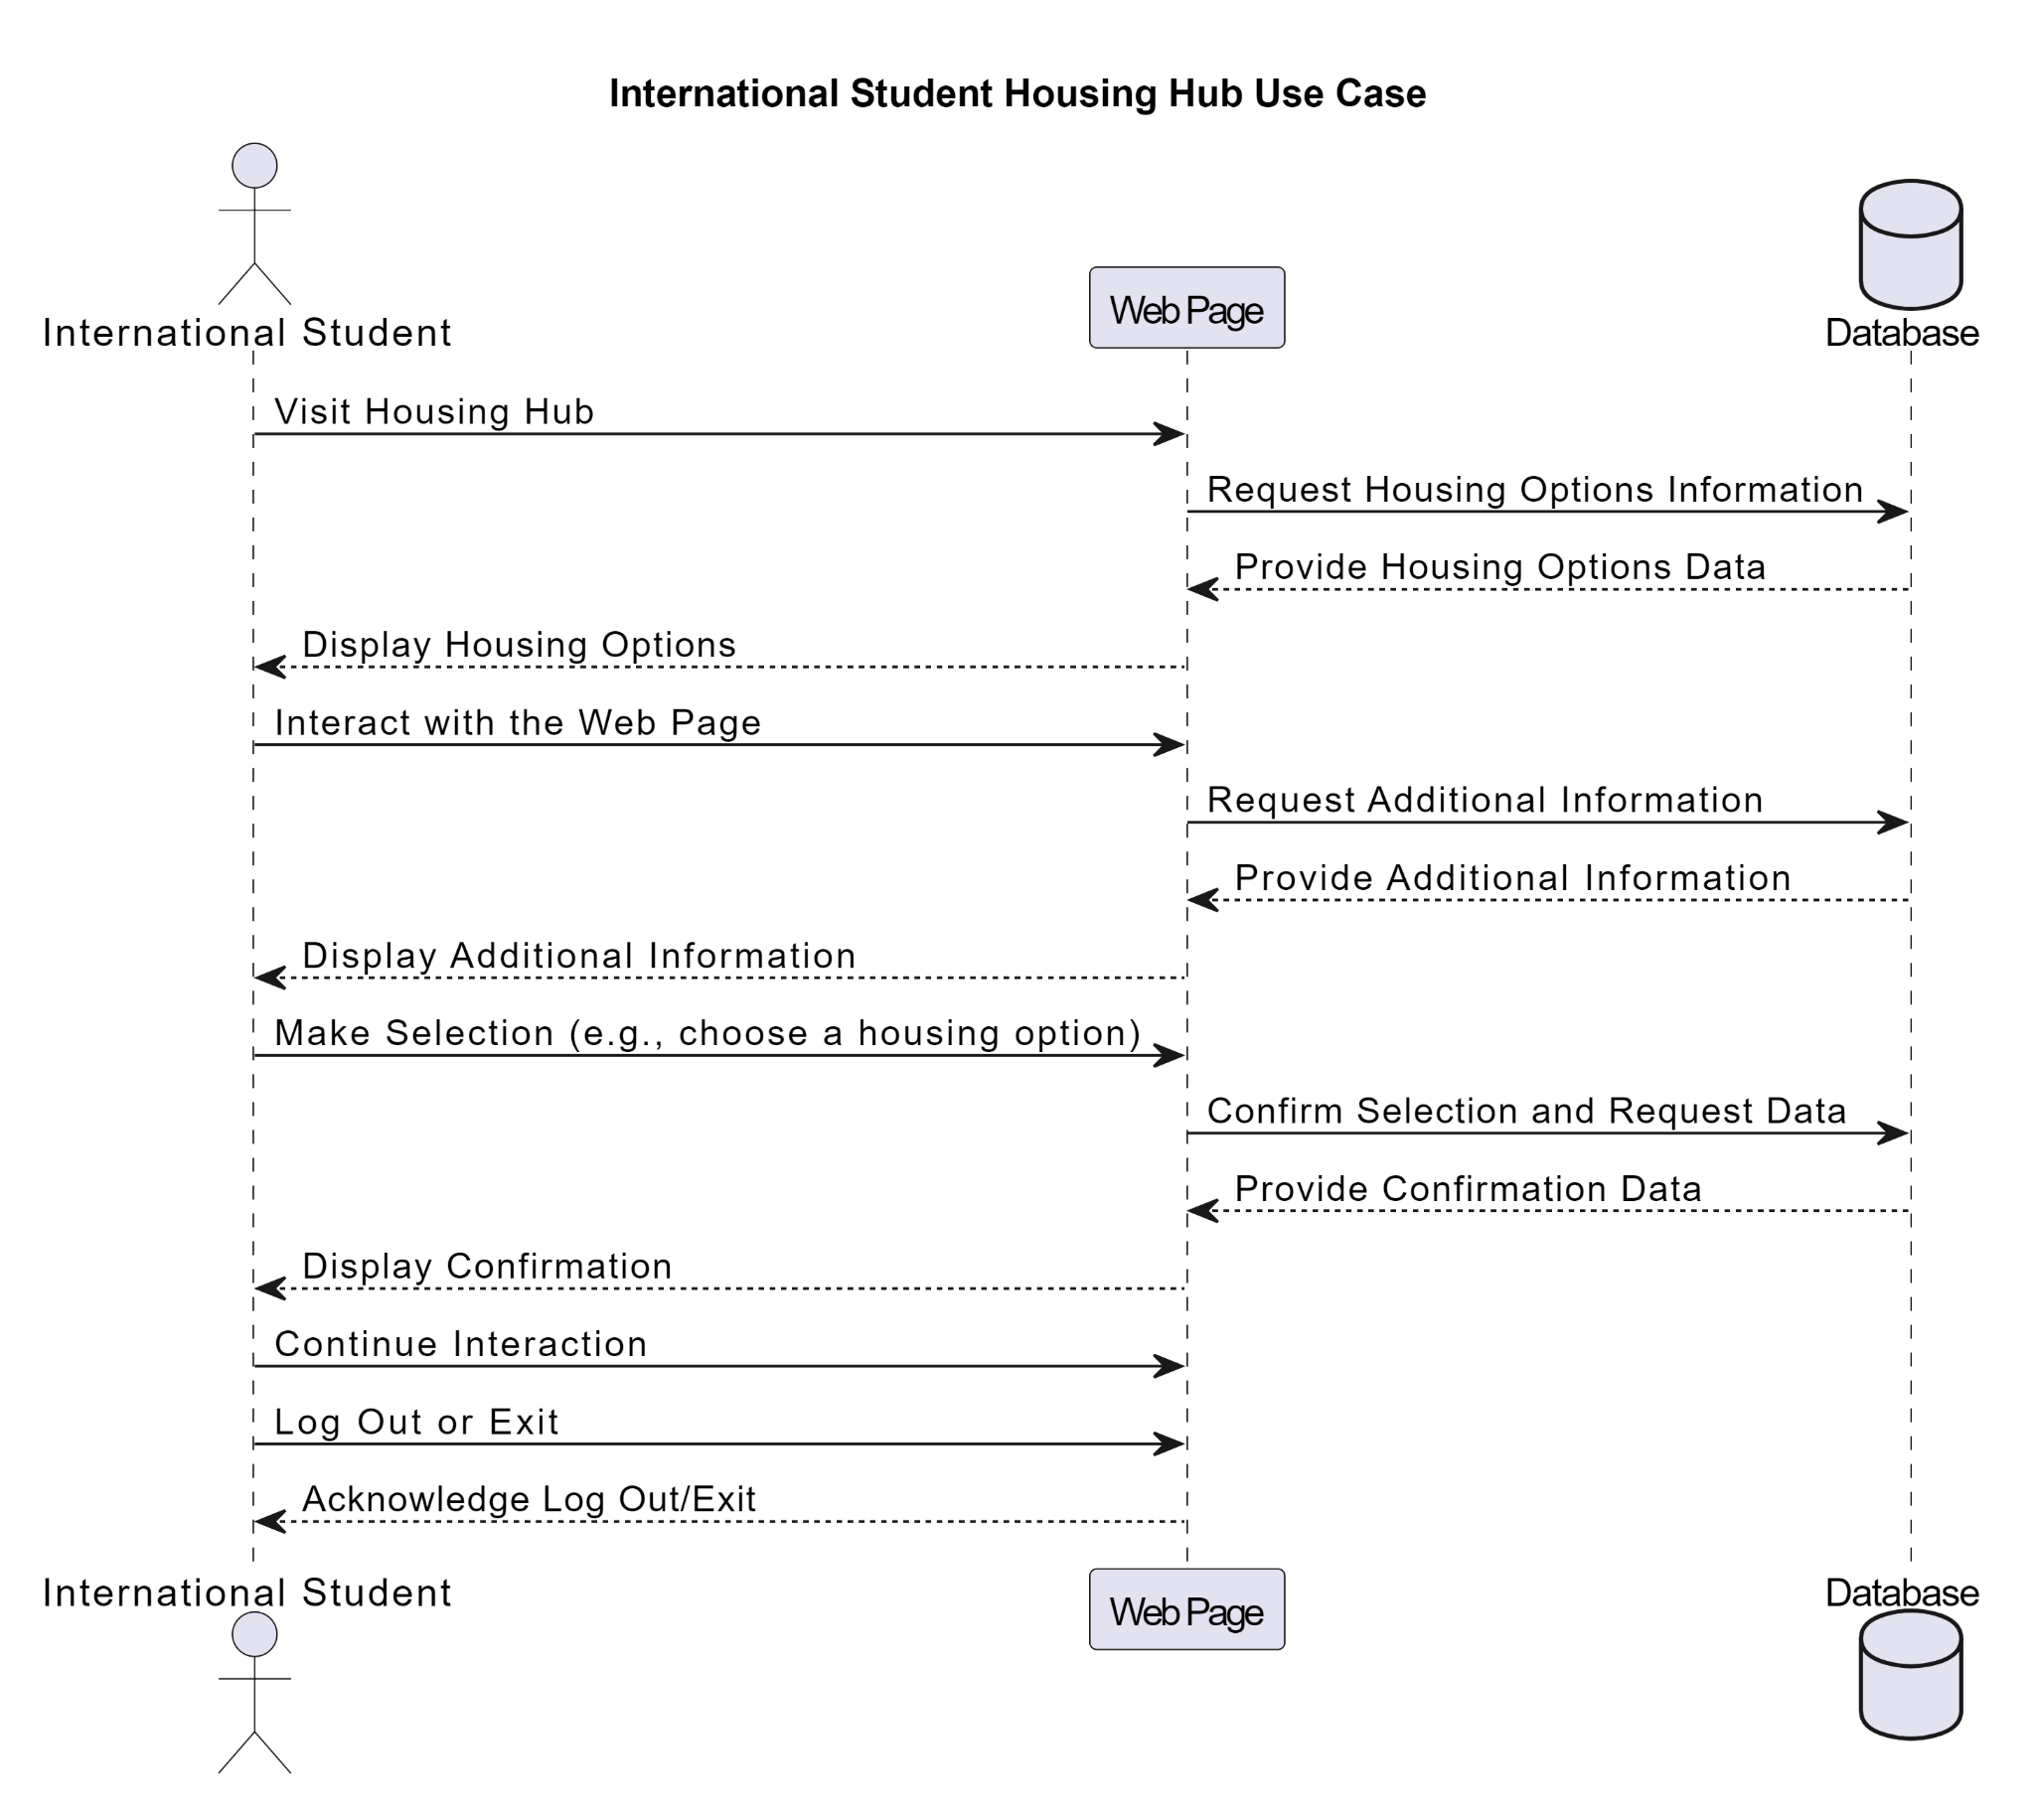 International Student Housing Hub Use Case
International Student
Web Page
Database
Visit Housing Hub
Request Housing Options Information
Provide Housing Options Data
Display Housing Options
Interact with the Web Page
Request Additional Information
Provide Additional Information
Display Additional Information
Make Selection (e.g., choose a housing option)
Confirm Selection and Request Data
Provide Confirmation Data
Display Confirmation
Continue Interaction
Log Out or Exit
Acknowledge Log Out/Exit
International Student
Web Page
Database